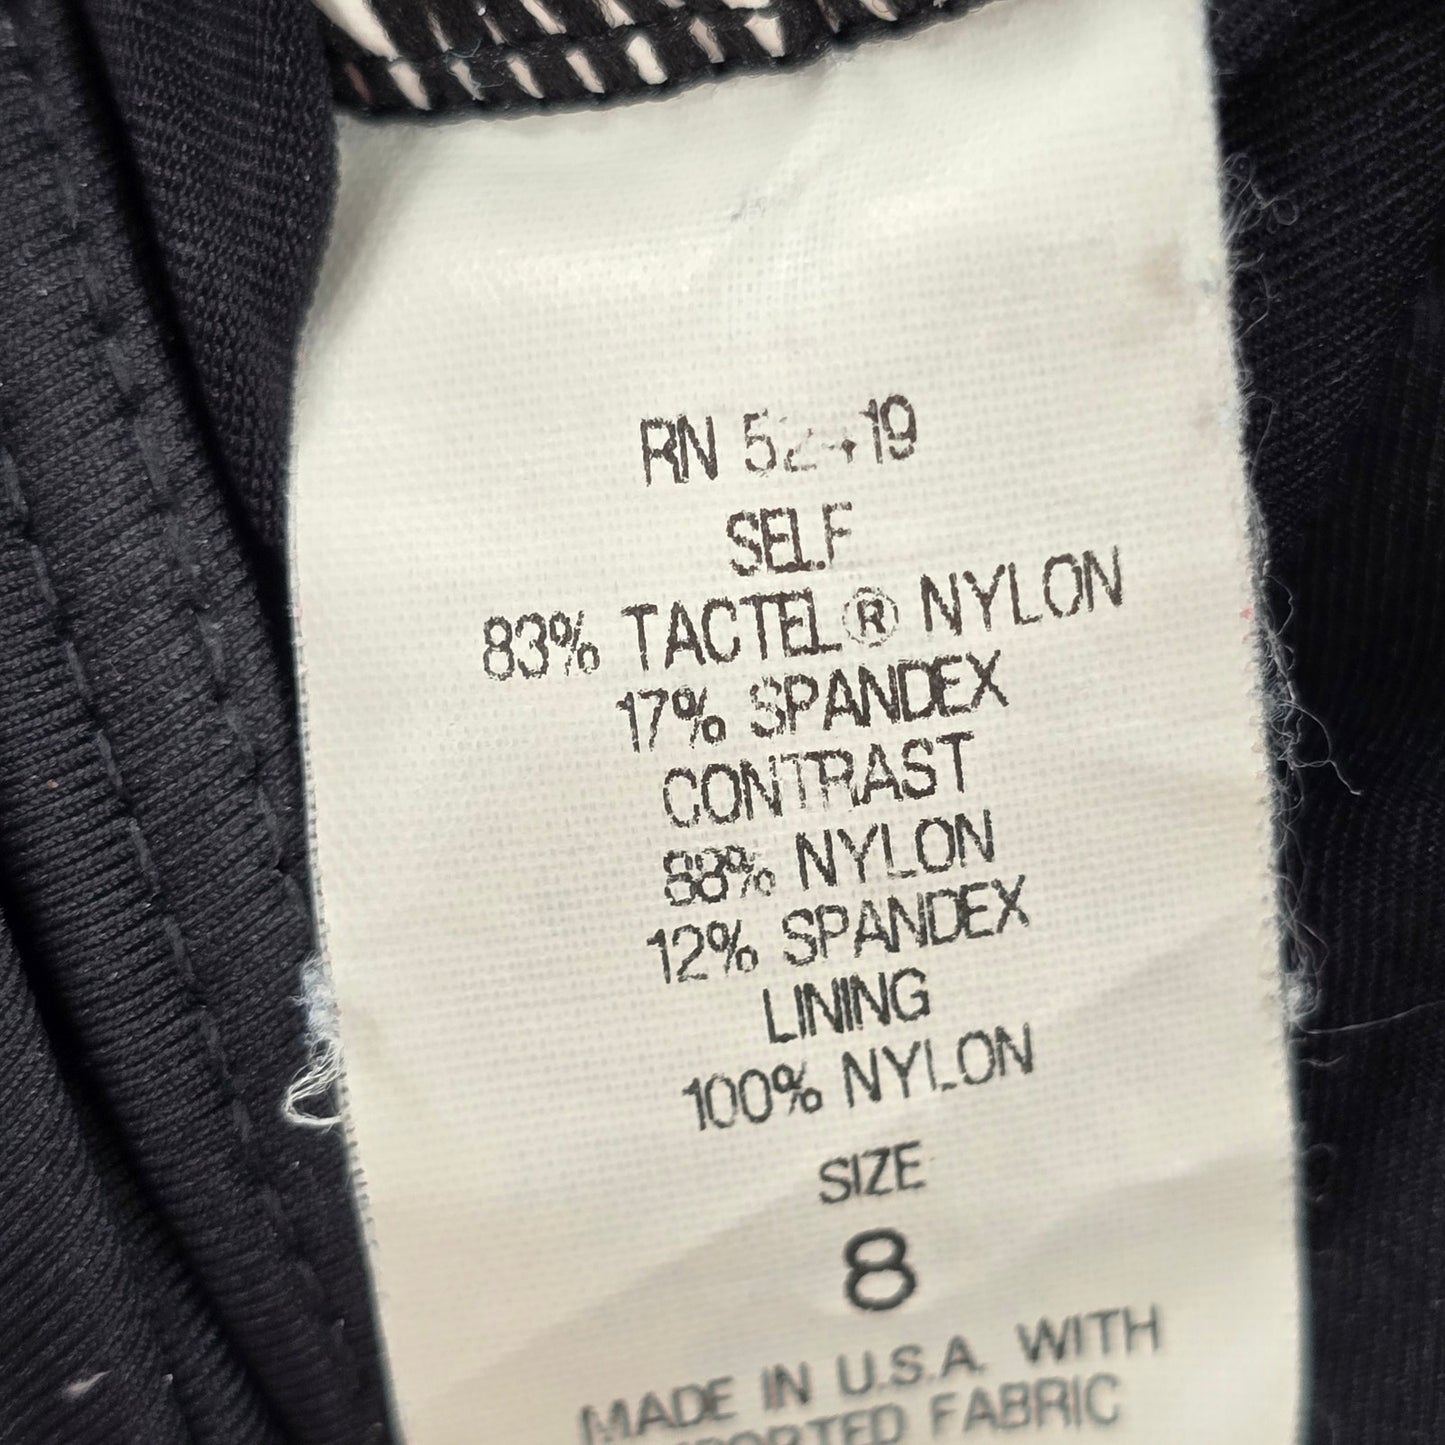 RN 52419
SELF
83% TACTEL® NYLON
17% SPANDEX
CONTRAST
88% NYLON
12% SPANDEX
LINING
100% NYLON
SIZE
8
MADE IN U.S.A. WITH
IMPORTED FABRIC